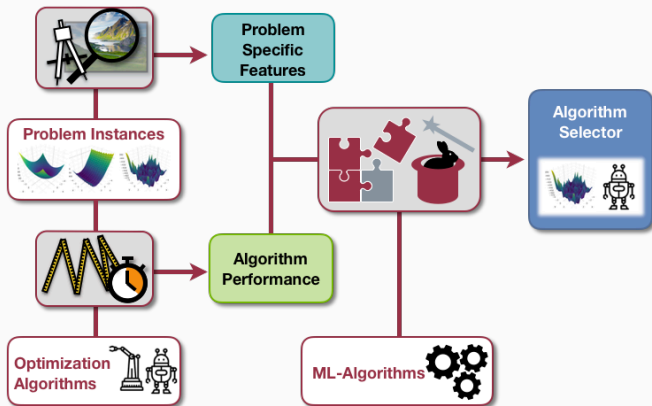 Problem
Specific
Features
Problem Instances
Algorithm
Selector
Algorithm
Performance
Optimization
Algorithms
ML-Algorithms